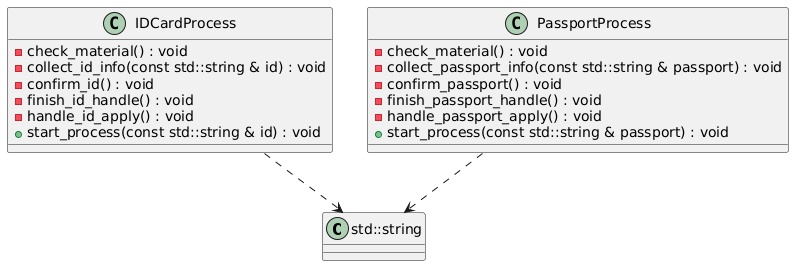 C IDCardProcess
check_material() : void
collect_id_info(const std::string & id) : void
confirm_id() : void
finish_id_handle() : void
handle_id_apply() : void
start_process(const std::string & id) : void
C PassportProcess
check_material() : void
collect_passport_info(const std::string & passport) : void
confirm_passport() : void
finish_passport_handle() : void
handle_passport_apply() : void
start_process(const std::string & passport) : void
C std::string